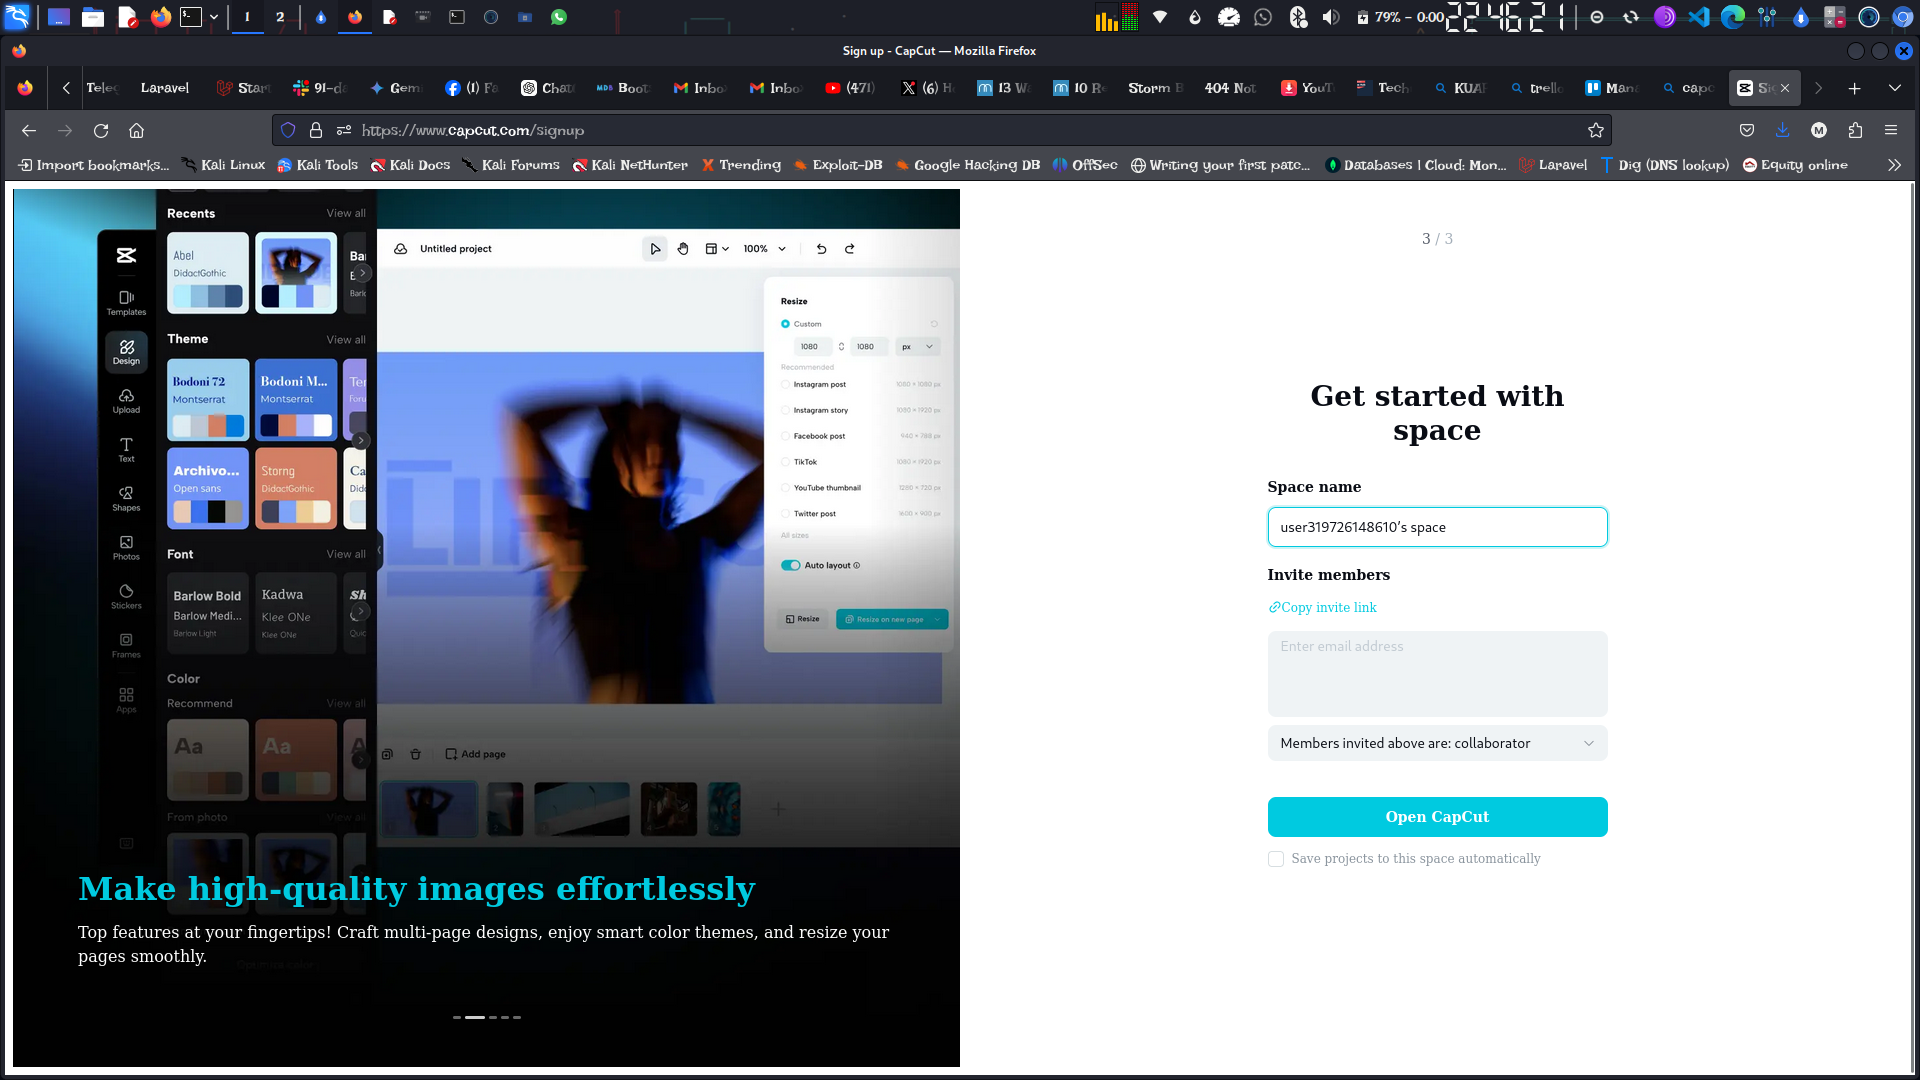 1
2
79% - 0:00
22:46:21
Sign up - CapCut — Mozilla Firefox
Laravel
Star
91-d
Gem
(1) Fa
Chat
Boot
Inbo
Inbo
(471)
(6) H
13 W
10 R
Storm B
404 Not
YouT
Tech
KUA
trello
Man
capc
https://www.capcut.com/signup
Import bookmarks...
Kali Linux
Kali Tools
Kali Docs
Kali Forums
Kali NetHunter
Trending
Exploit-DB
Google Hacking DB
OffSec
Writing your first patc...
Databases | Cloud: Mon...
Laravel
Dig (DNS lookup)
Equity online
Templates
Design
Upload
Text
Shapes
Photos
Stickers
Frames
Apps
Recents View all
Abel
DidactGothic
Theme View all
Bodoni 72
Montserrat
Bodoni M...
Montserrat
Archivo...
Open sans
Storng
DidactGothic
Font View all
Barlow Bold
Barlow Medi...
Barlow Light
Kadwa
Klee ONe
Klee ONe
Color
Recommend View all
Aa
Aa
From photo View all
Untitled project
100%
Resize
Custom
1080 1080 px
Recommended
Instagram post 1080 × 1080 px
Instagram story 1080 × 1920 px
Facebook post 940 × 788 px
TikTok 1080 × 1920 px
YouTube thumbnail 1280 × 720 px
Twitter post 1600 × 900 px
All sizes
Auto layout
Resize
Resize on new page
Add page
Make high-quality images effortlessly
Top features at your fingertips! Craft multi-page designs, enjoy smart color themes, and resize your
pages smoothly.
3 / 3
Get started with
space
Space name
user319726148610's space
Invite members
Copy invite link
Enter email address
Members invited above are: collaborator
Open CapCut
Save projects to this space automatically